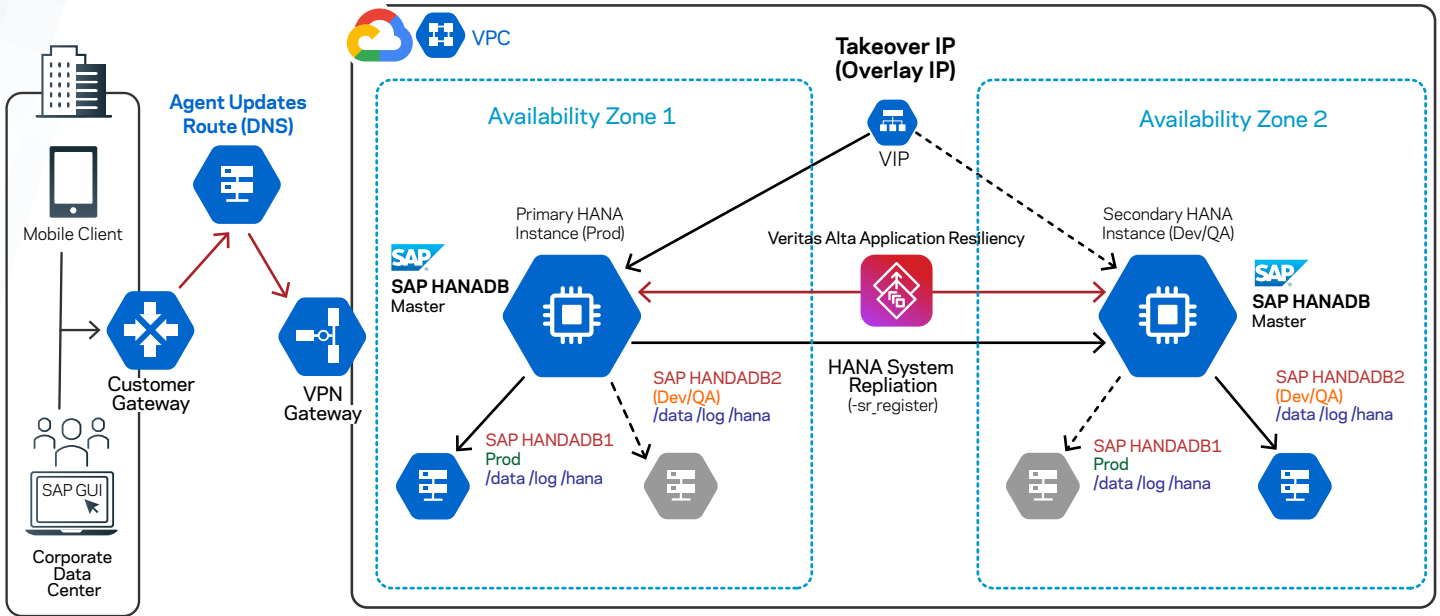 VPC
Takeover IP
(Overlay IP)
Agent Updates
Route (DNS)
Availability Zone 1
Availability Zone 2
VIP
Mobile Client
Primary HANA
Instance (Prod)
Secondary HANA
Instance (Dev/QA)
Veritas Alta Application Resiliency
SAP
SAP HANADB
Master
SAP
SAP HANADB
Master
Customer
Gateway
VPN
Gateway
HANA System
Repliation
(-sr_register)
SAP HANDADB2
(Dev/QA)
/data /log /hana
SAP HANDADB2
(Dev/QA)
/data /log /hana
SAP HANDADB1
Prod
/data /log /hana
SAP HANDADB1
Prod
/data /log /hana
SAP GUI
Corporate
Data
Center